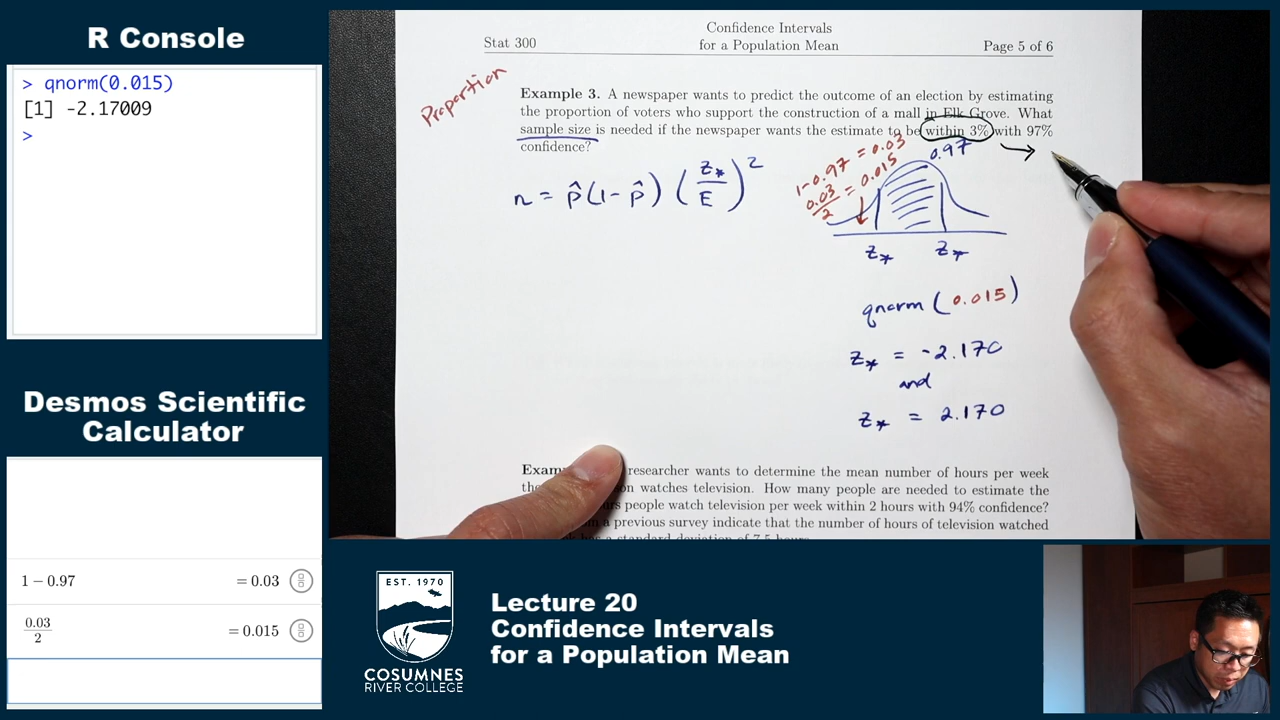 R Console
> qnorm(0.015)
[1] -2.17009
>
Desmos Scientific
Calculator
1 − 0.97 = 0.03
0.03
2
= 0.015
Stat 300
Confidence Intervals
for a Population Mean
Page 5 of 6
Proportion
Example 3. A newspaper wants to predict the outcome of an election by estimating
the proportion of voters who support the construction of a mall in Elk Grove. What
sample size is needed if the newspaper wants the estimate to be within 3% with 97%
confidence?
n = p̂(1-p̂) (z*/E)²
1-0.97 = 0.03
0.03/2 = 0.015
0.97
z* z*
qnorm(0.015)
z* = -2.170
and
z* = 2.170
researcher wants to determine the mean number of hours per week
watches television. How many people are needed to estimate the
people watch television per week within 2 hours with 94% confidence?
a previous survey indicate that the number of hours of television watched
a standard deviation of 7.5 hours
EST. 1970
COSUMNES
RIVER COLLEGE
Lecture 20
Confidence Intervals
for a Population Mean